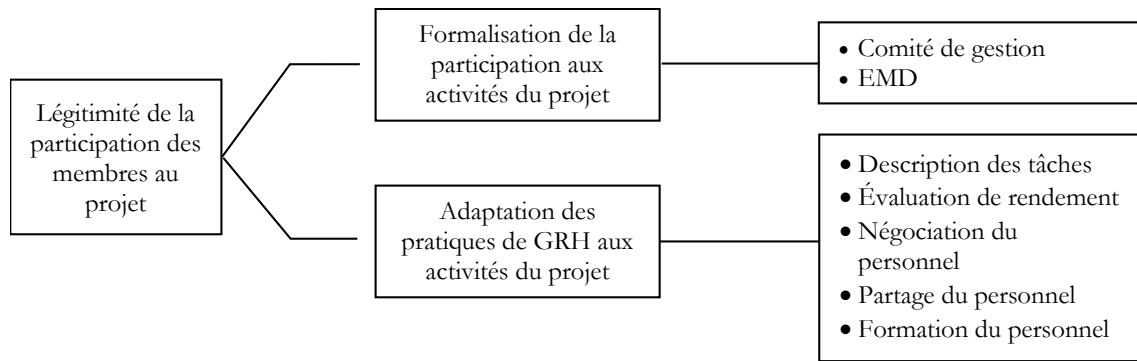 Légitimité de la
participation des
membres au
projet
Formalisation de la
participation aux
activités du projet
• Comité de gestion
• EMD
Adaptation des
pratiques de GRH aux
activités du projet
• Description des tâches
• Évaluation de rendement
• Négociation du
personnel
• Partage du personnel
• Formation du personnel